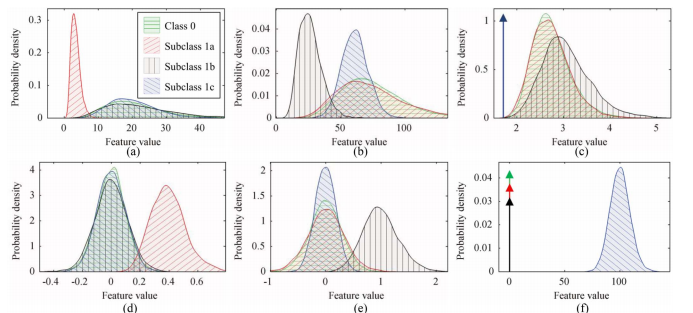 0.3
0.2
0.1
0
Probability density
0 10 20 30 40
Feature value
(a)
Class 0
Subclass 1a
Subclass 1b
Subclass 1c
0.04
0.03
0.02
0.01
0
Probability density
0 50 100
Feature value
(b)
1
0.5
0
Probability density
2 3 4 5
Feature value
(c)
4
3
2
1
0
Probability density
-0.4 -0.2 0 0.2 0.4 0.6
Feature value
(d)
2
1.5
1
0.5
0
Probability density
-1 0 1 2
Feature value
(e)
0.04
0.03
0.02
0.01
0
Probability density
0 50 100
Feature value
(f)